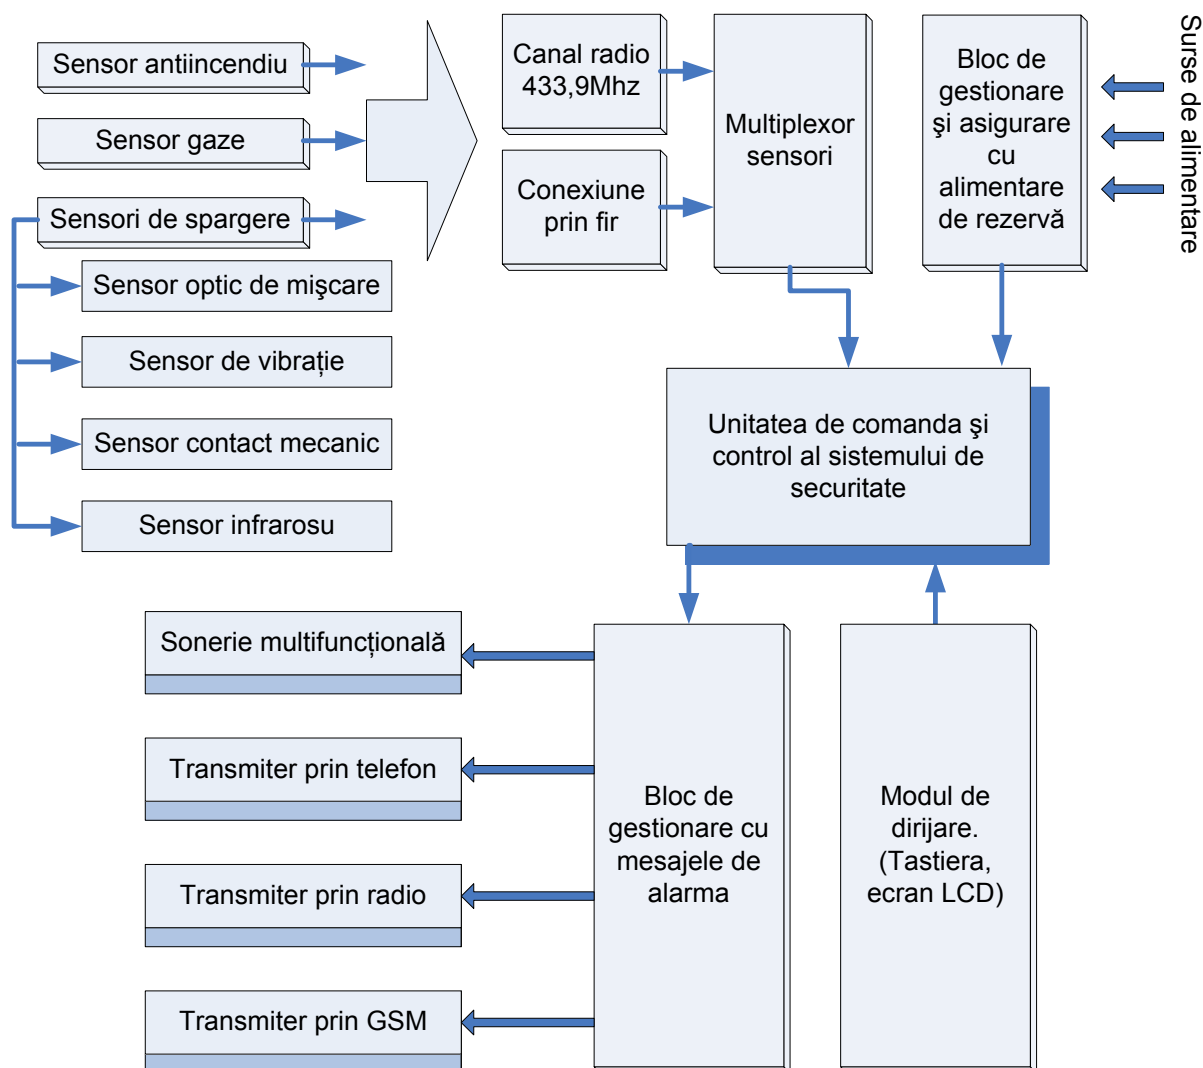 Sensor antiincendiu
Sensor gaze
Sensori de spargere
Sensor optic de mişcare
Sensor de vibrație
Sensor contact mecanic
Sensor infrarosu
Canal radio
433,9Mhz
Conexiune
prin fir
Multiplexor
sensori
Bloc de
gestionare
şi asigurare
cu
alimentare
de rezervă
Surse de alimentare
Unitatea de comanda şi
control al sistemului de
securitate
Sonerie multifuncțională
Transmiter prin telefon
Transmiter prin radio
Transmiter prin GSM
Bloc de
gestionare cu
mesajele de
alarma
Modul de
dirijare.
(Tastiera,
ecran LCD)